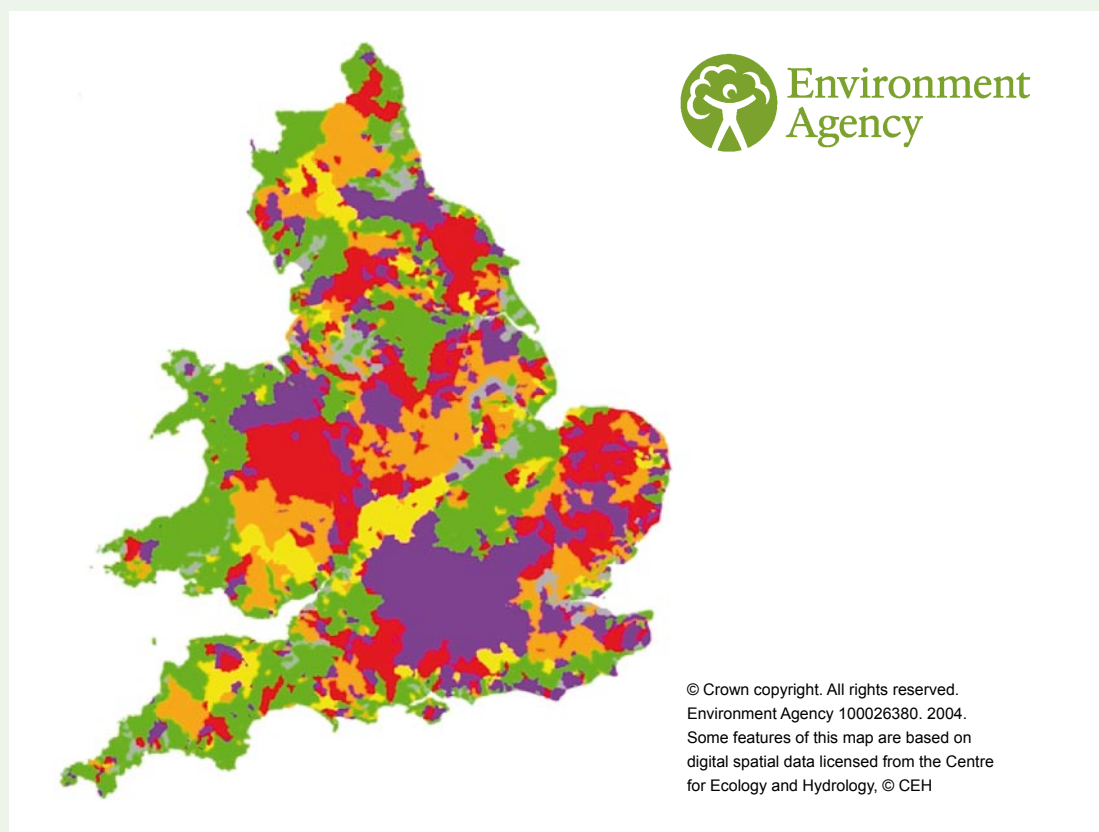 Environment
Agency
© Crown copyright. All rights reserved.
Environment Agency 100026380. 2004.
Some features of this map are based on
digital spatial data licensed from the Centre
for Ecology and Hydrology, © CEH